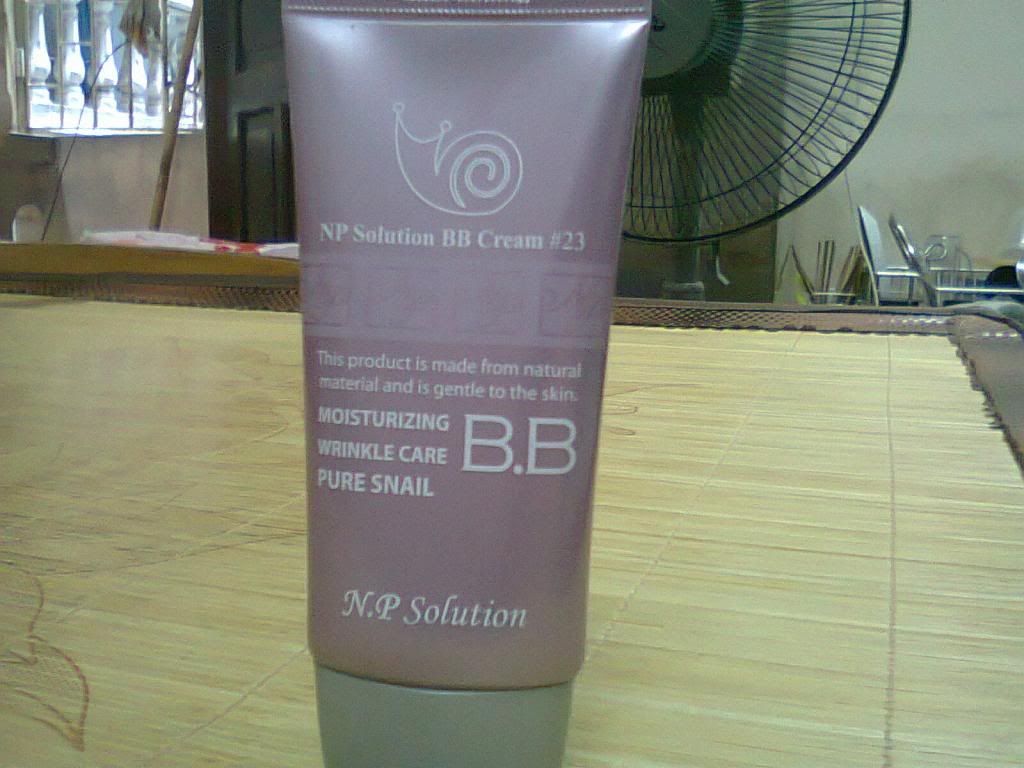 NP Solution BB Cream #23
This product is made from natural
material and is gentle to the skin.
MOISTURIZING
WRINKLE CARE
PURE SNAIL
B.B
N.P Solution